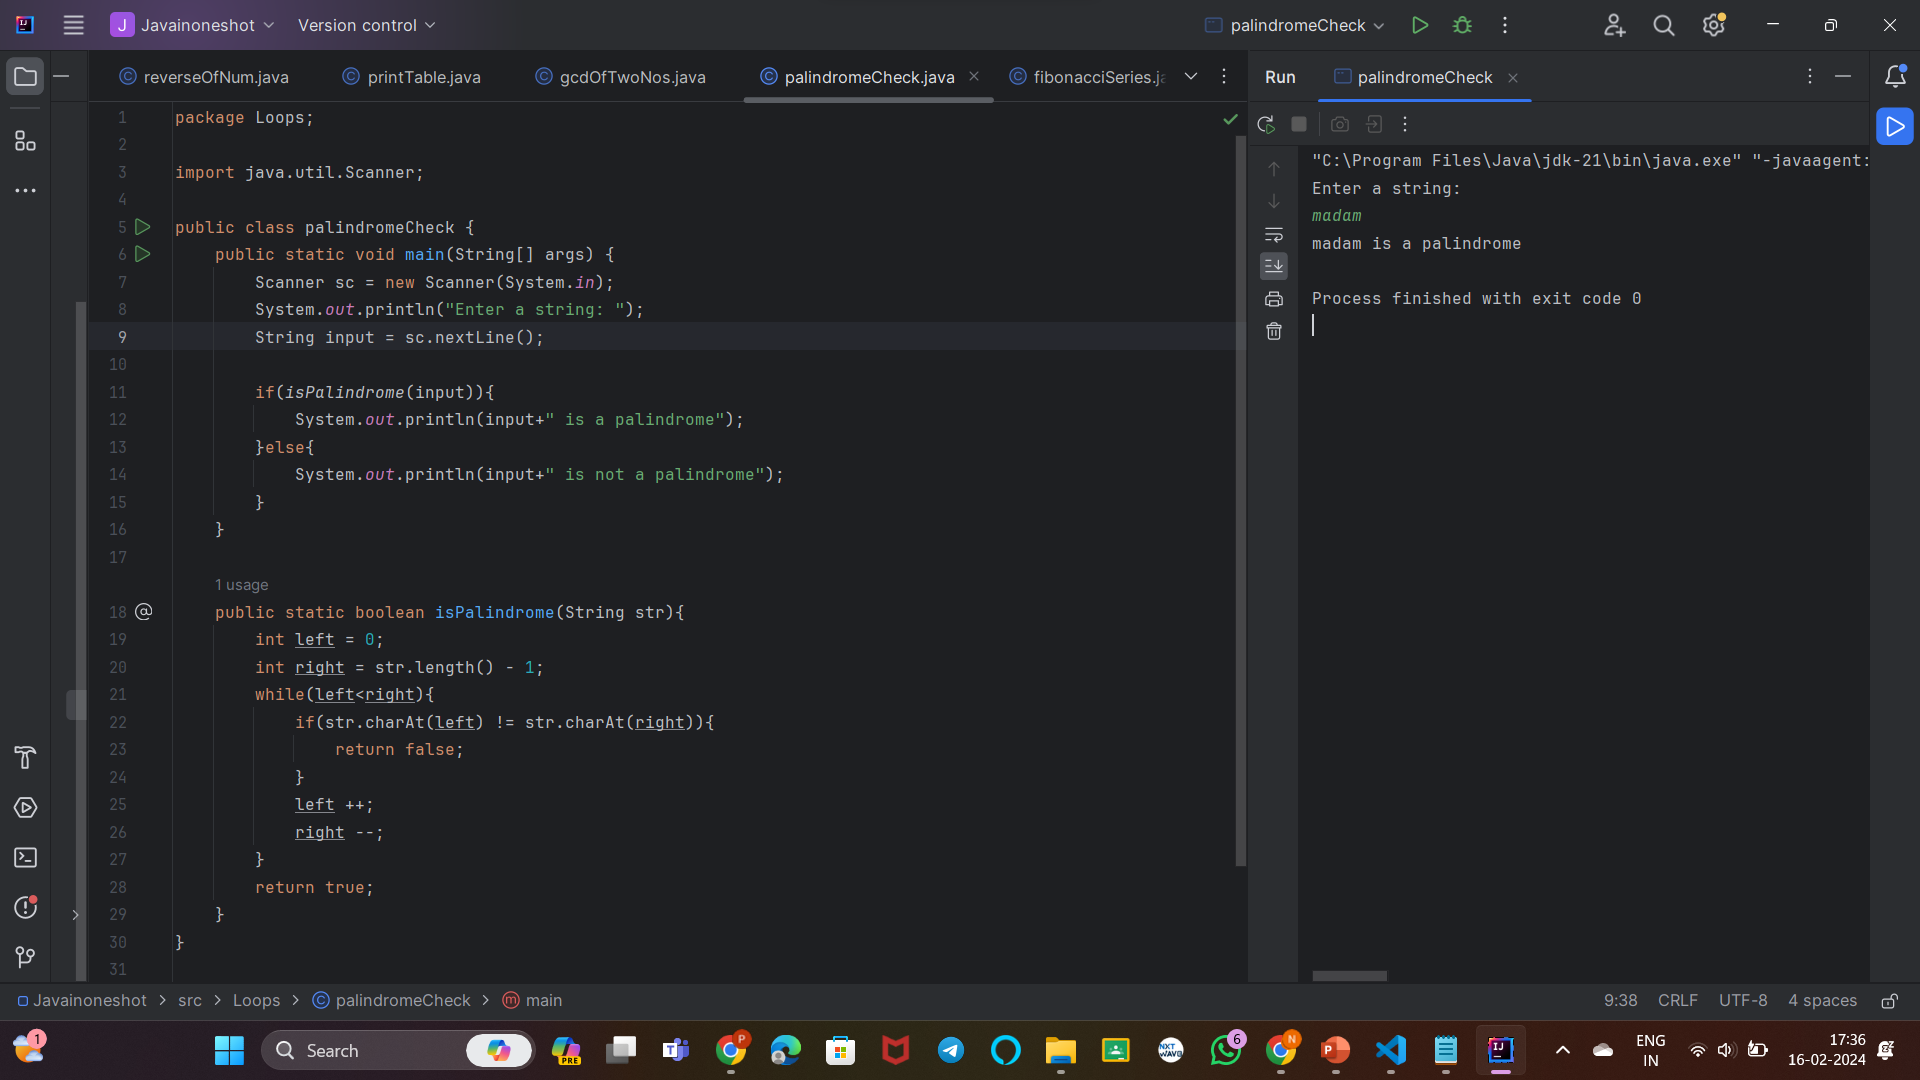 Javainoneshot
Version control
palindromeCheck
reverseOfNum.java
printTable.java
gcdOfTwoNos.java
palindromeCheck.java
fibonacciSeries.ja
Run
palindromeCheck
1 package Loops;
2
3 import java.util.Scanner;
4
5 public class palindromeCheck {
6 public static void main(String[] args) {
7 Scanner sc = new Scanner(System.in);
8 System.out.println("Enter a string: ");
9 String input = sc.nextLine();
10
11 if(isPalindrome(input)){
12 System.out.println(input+" is a palindrome");
13 }else{
14 System.out.println(input+" is not a palindrome");
15 }
16 }
17
1 usage
18 @ public static boolean isPalindrome(String str){
19 int left = 0;
20 int right = str.length() - 1;
21 while(left<right){
22 if(str.charAt(left) != str.charAt(right)){
23 return false;
24 }
25 left ++;
26 right --;
27 }
28 return true;
29 }
30 }
31
"C:\Program Files\Java\jdk-21\bin\java.exe" "-javaagent:
Enter a string:
madam
madam is a palindrome
Process finished with exit code 0
Javainoneshot > src > Loops > palindromeCheck > main
9:38 CRLF UTF-8 4 spaces
1
Search
PRE
P
NXT WAVE
6
N
ENG
IN
17:36
16-02-2024